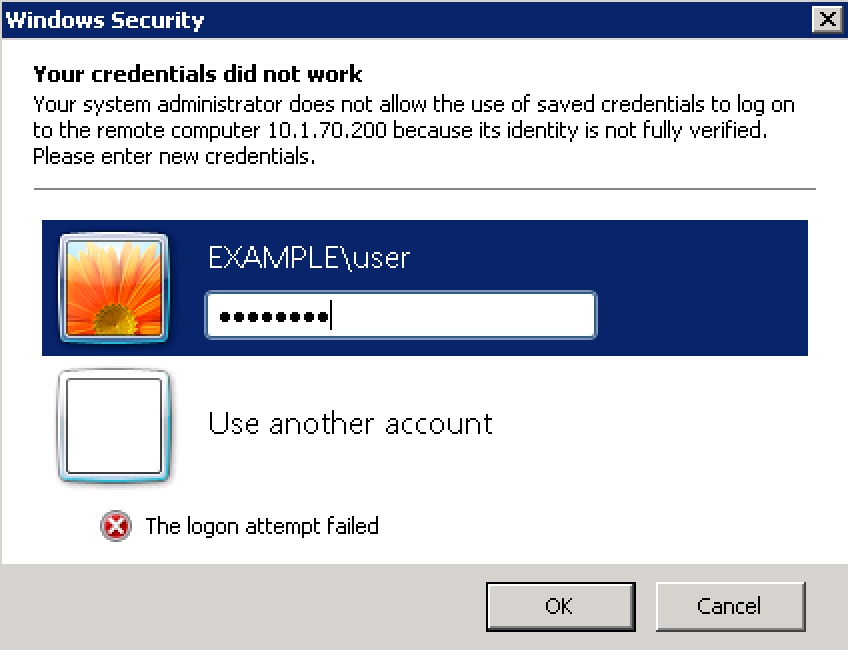 Windows Security
Your credentials did not work
Your system administrator does not allow the use of saved credentials to log on
to the remote computer 10.1.70.200 because its identity is not fully verified.
Please enter new credentials.
EXAMPLE\user
••••••••
Use another account
The logon attempt failed
OK
Cancel